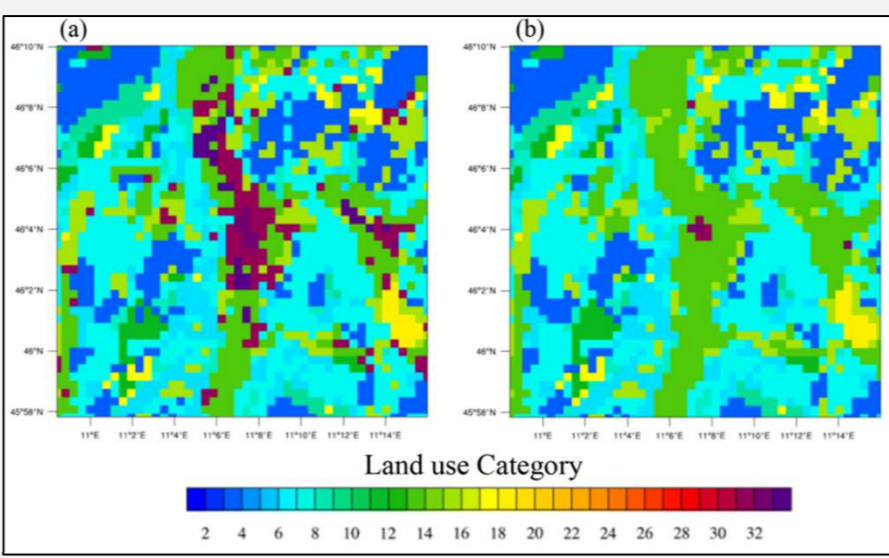 (a) (b)
46°10'N 46°10'N
46°8'N 46°8'N
46°6'N 46°6'N
46°4'N 46°4'N
46°2'N 46°2'N
46°N 46°N
45°58'N 45°58'N
11°E 11°2'E 11°4'E 11°6'E 11°8'E 11°10'E 11°12'E 11°14'E 11°E 11°2'E 11°4'E 11°6'E 11°8'E 11°10'E 11°12'E 11°14'E
Land use Category
2 4 6 8 10 12 14 16 18 20 22 24 26 28 30 32